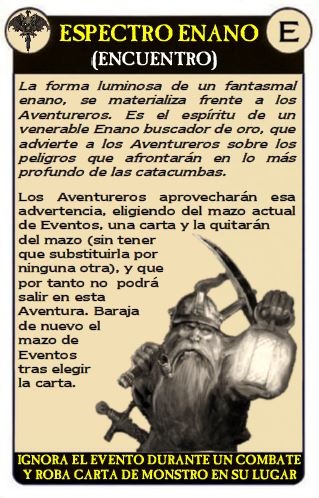 ESPECTRO ENANO
E
(ENCUENTRO)
La forma luminosa de un fantasmal
enano, se materializa frente a los
Aventureros. Es el espíritu de un
venerable Enano buscador de oro, que
advierte a los Aventureros sobre los
peligros que afrontarán en lo más
profundo de las catacumbas.
Los Aventureros aprovecharán esa
advertencia, eligiendo del mazo actual
de Eventos, una carta y la quitarán
del mazo (sin tener
que substituirla por
ninguna otra), y que
por tanto no podrá
salir en esta
Aventura. Baraja
de nuevo el
mazo de
Eventos
tras elegir
la carta.
IGNORA EL EVENTO DURANTE UN COMBATE
Y ROBA CARTA DE MONSTRO EN SU LUGAR